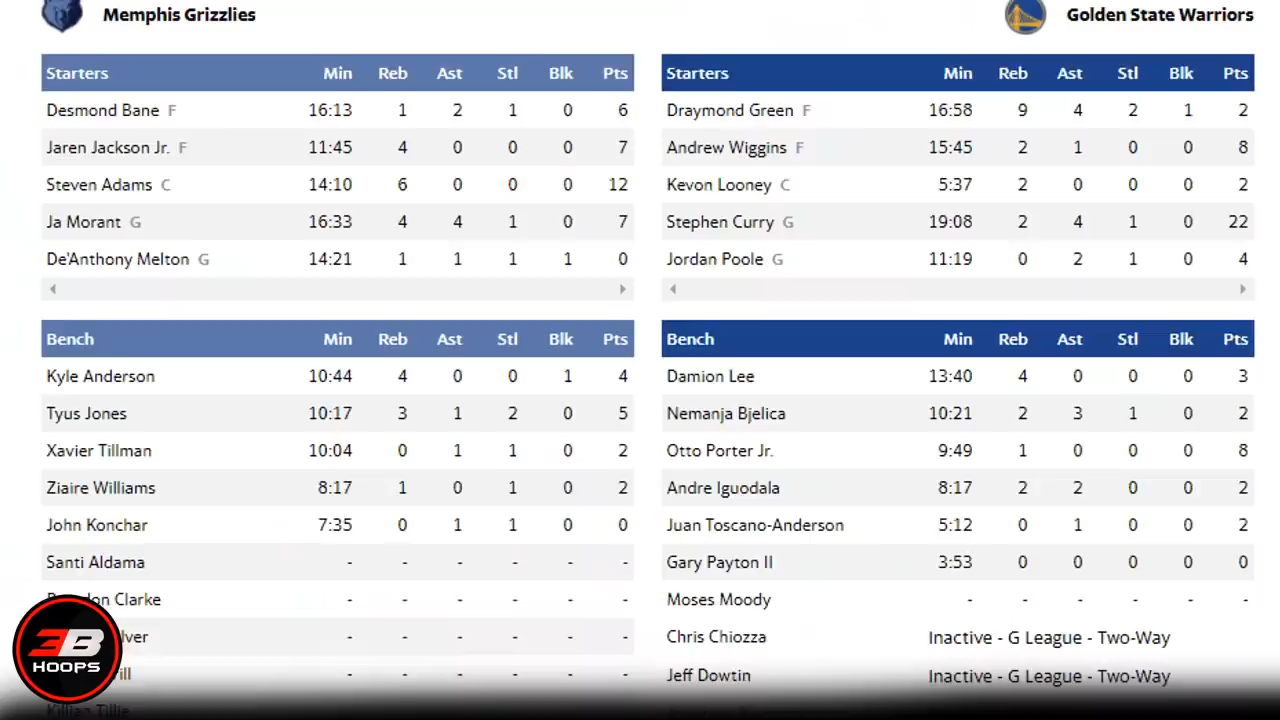 Memphis Grizzlies
Starters Min Reb Ast Stl Blk Pts
Desmond Bane F 16:13 1 2 1 0 6
Jaren Jackson Jr. F 11:45 4 0 0 0 7
Steven Adams C 14:10 6 0 0 0 12
Ja Morant G 16:33 4 4 1 0 7
De'Anthony Melton G 14:21 1 1 1 1 0
Bench Min Reb Ast Stl Blk Pts
Kyle Anderson 10:44 4 0 0 1 4
Tyus Jones 10:17 3 1 2 0 5
Xavier Tillman 10:04 0 1 1 0 2
Ziaire Williams 8:17 1 0 1 0 2
John Konchar 7:35 0 1 1 0 0
Santi Aldama - - - - - -
Clarke - - - - - -
- - - - - -
- - - - - -
Killian Tillie
Golden State Warriors
Starters Min Reb Ast Stl Blk Pts
Draymond Green F 16:58 9 4 2 1 2
Andrew Wiggins F 15:45 2 1 0 0 8
Kevon Looney C 5:37 2 0 0 0 2
Stephen Curry G 19:08 2 4 1 0 22
Jordan Poole G 11:19 0 2 1 0 4
Bench Min Reb Ast Stl Blk Pts
Damion Lee 13:40 4 0 0 0 3
Nemanja Bjelica 10:21 2 3 1 0 2
Otto Porter Jr. 9:49 1 0 0 0 8
Andre Iguodala 8:17 2 2 0 0 2
Juan Toscano-Anderson 5:12 0 1 0 0 2
Gary Payton II 3:53 0 0 0 0 0
Moses Moody - - - - - -
Chris Chiozza Inactive - G League - Two-Way
Jeff Dowtin Inactive - G League - Two-Way
3B
HOOPS